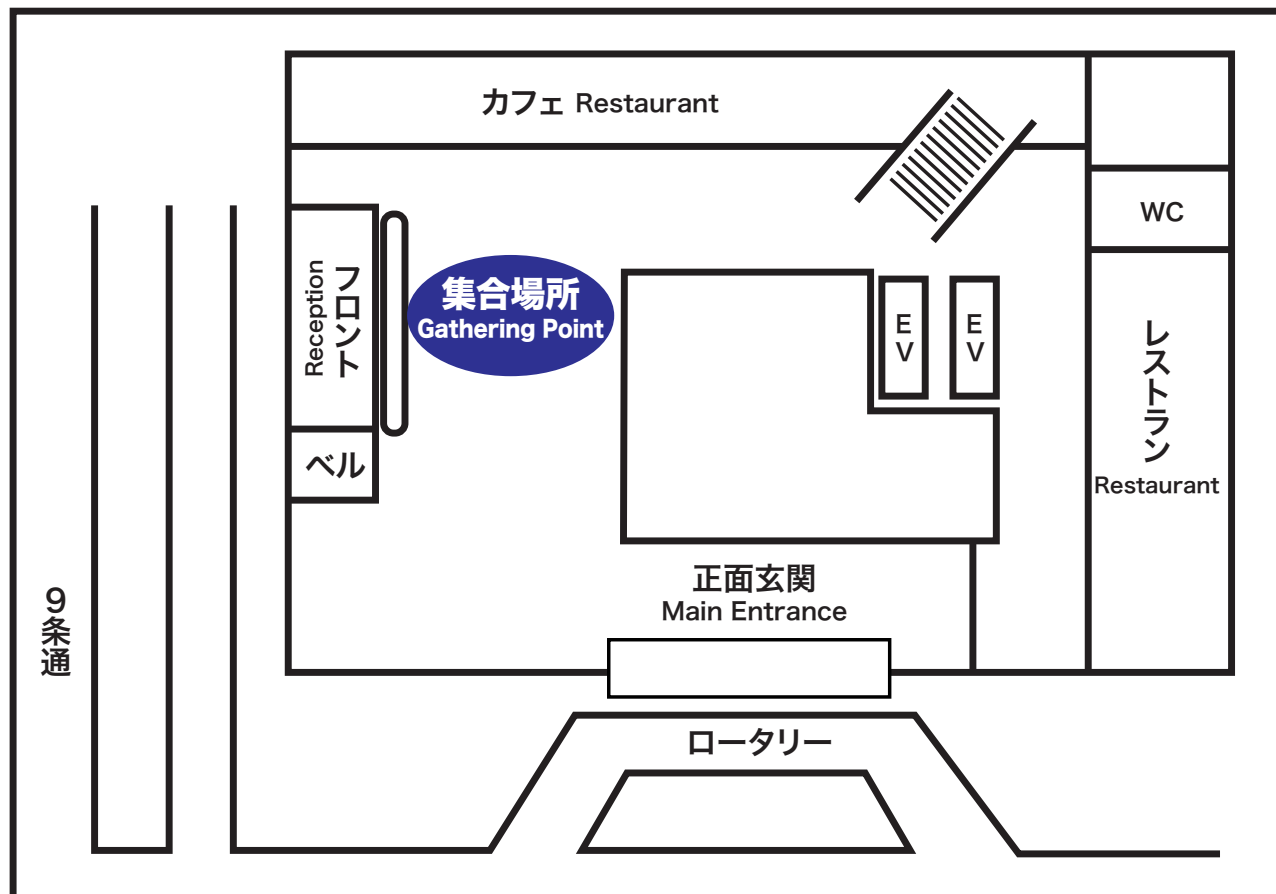 カフェ Restaurant
WC
フロント
Reception
集合場所
Gathering Point
EV
EV
レストラン
Restaurant
ベル
正面玄関
Main Entrance
9条通
ロータリー